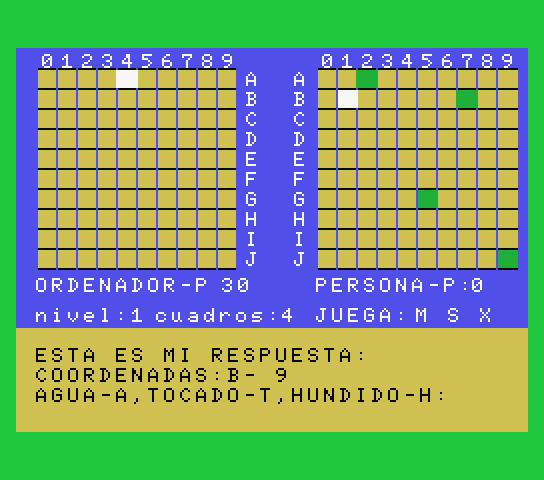 0123456789 0123456789
A A
B B
C C
D D
E E
F F
G G
H H
I I
J J
ORDENADOR-P 30 PERSONA-P:0
nivel:1 cuadros:4 JUEGA: M S X
ESTA ES MI RESPUESTA:
COORDENADAS:B- 9
AGUA-A,TOCADO-T,HUNDIDO-H: